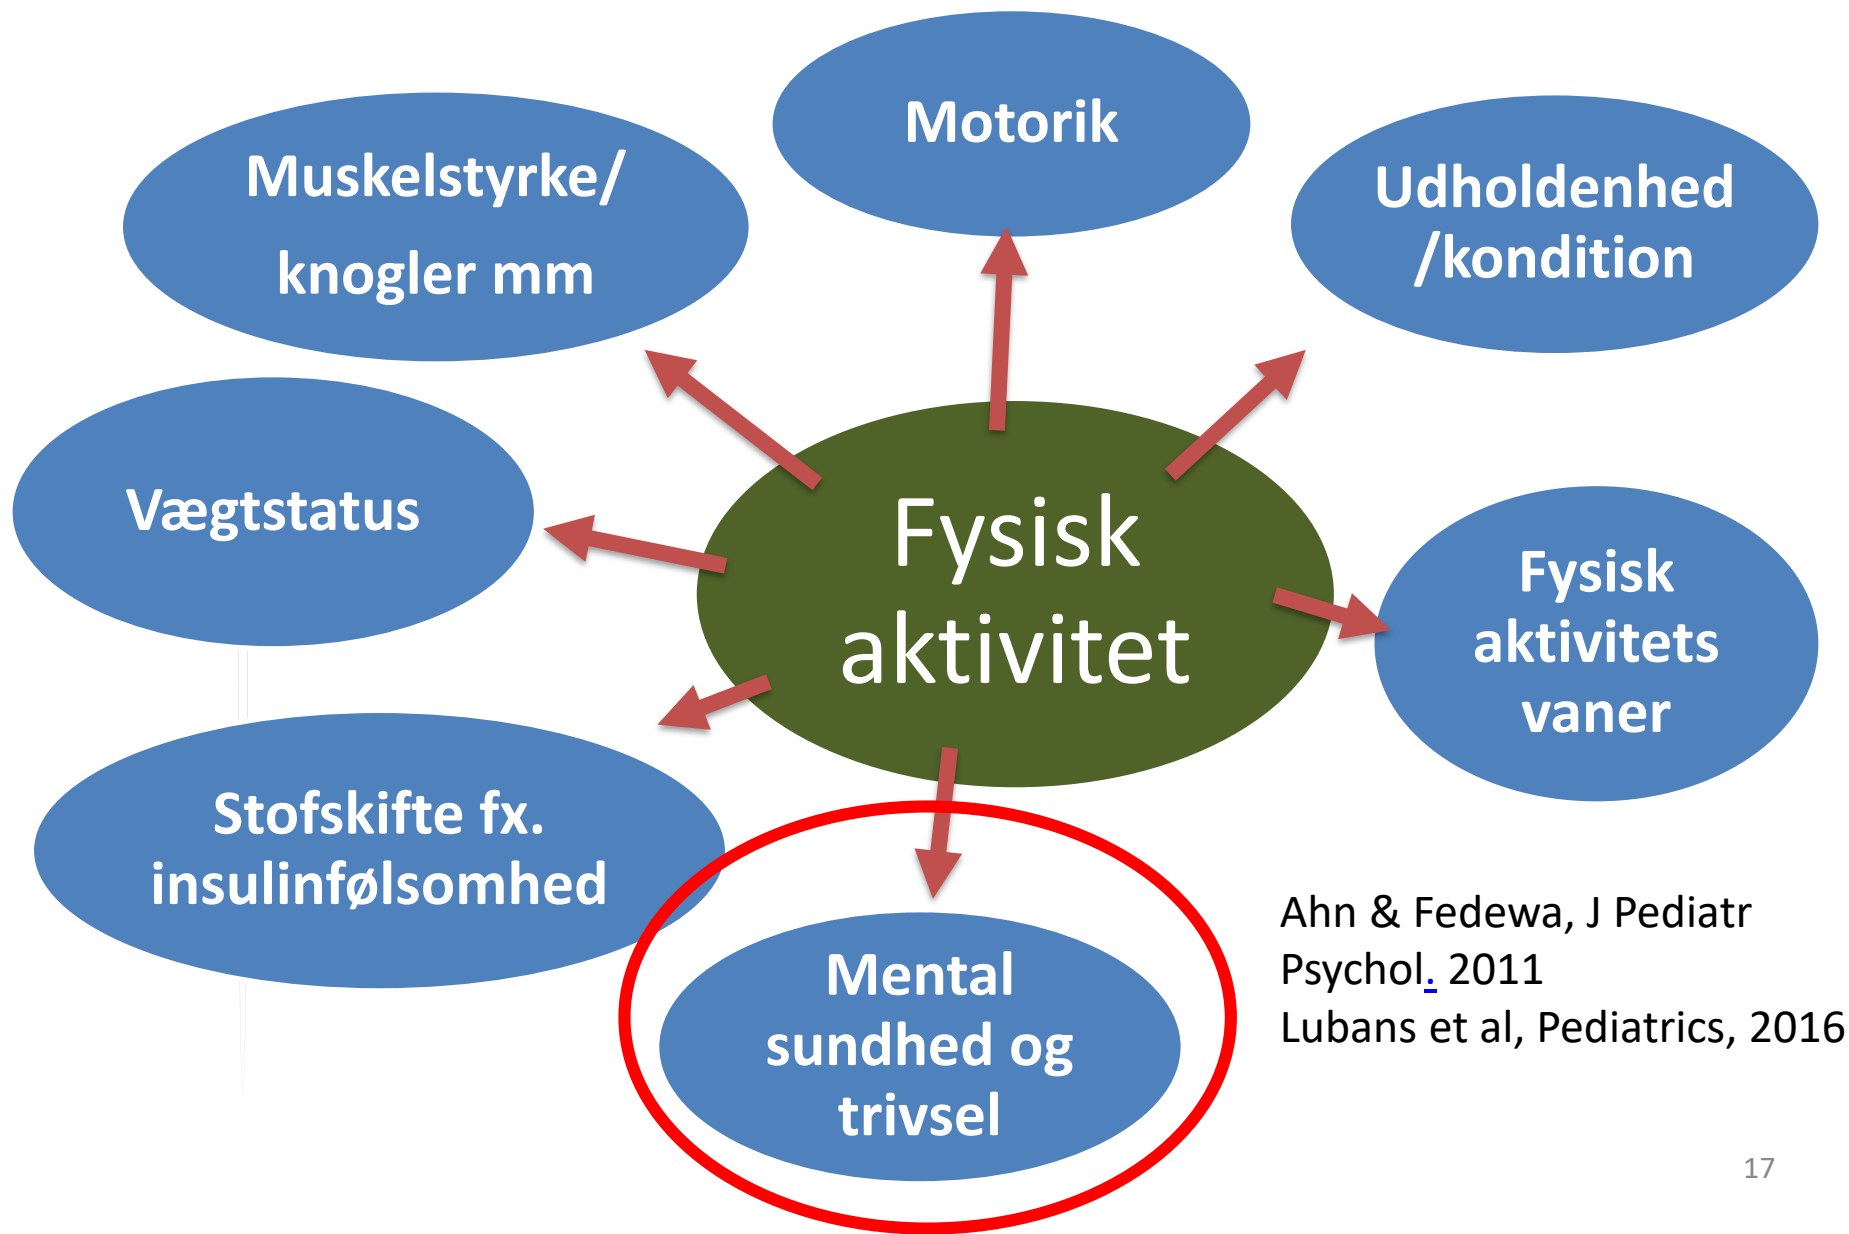 Motorik
Muskelstyrke/
knogler mm
Udholdenhed
/kondition
Vægtstatus
Fysisk
aktivitet
Fysisk
aktivitets
vaner
Stofskifte fx.
insulinfølsomhed
Mental
sundhed og
trivsel
Ahn & Fedewa, J Pediatr
Psychol. 2011
Lubans et al, Pediatrics, 2016
17